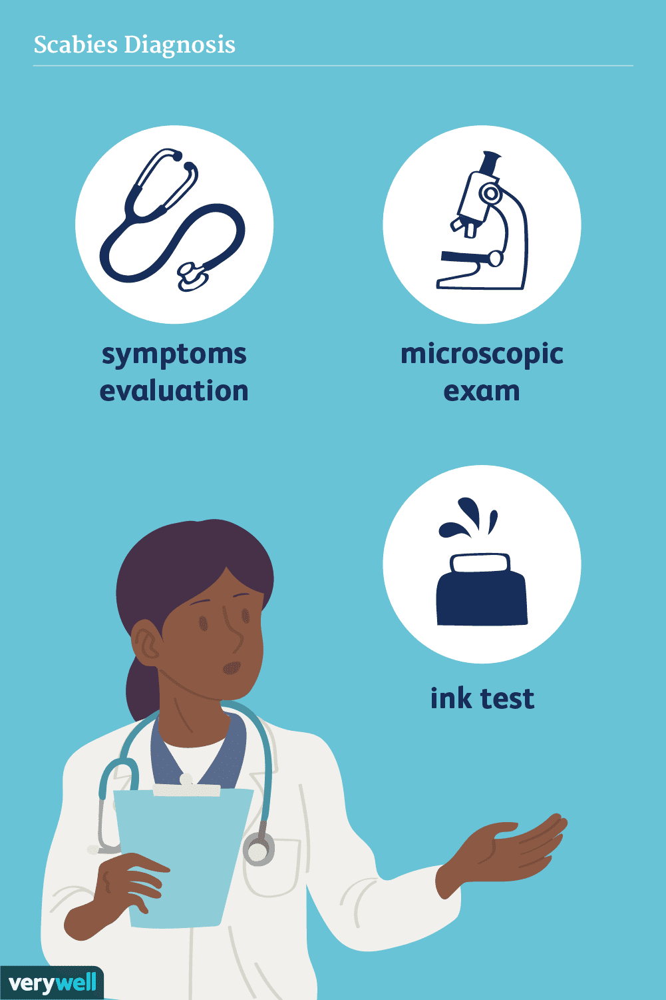 Scabies Diagnosis
symptoms
evaluation
microscopic
exam
ink test
verywell